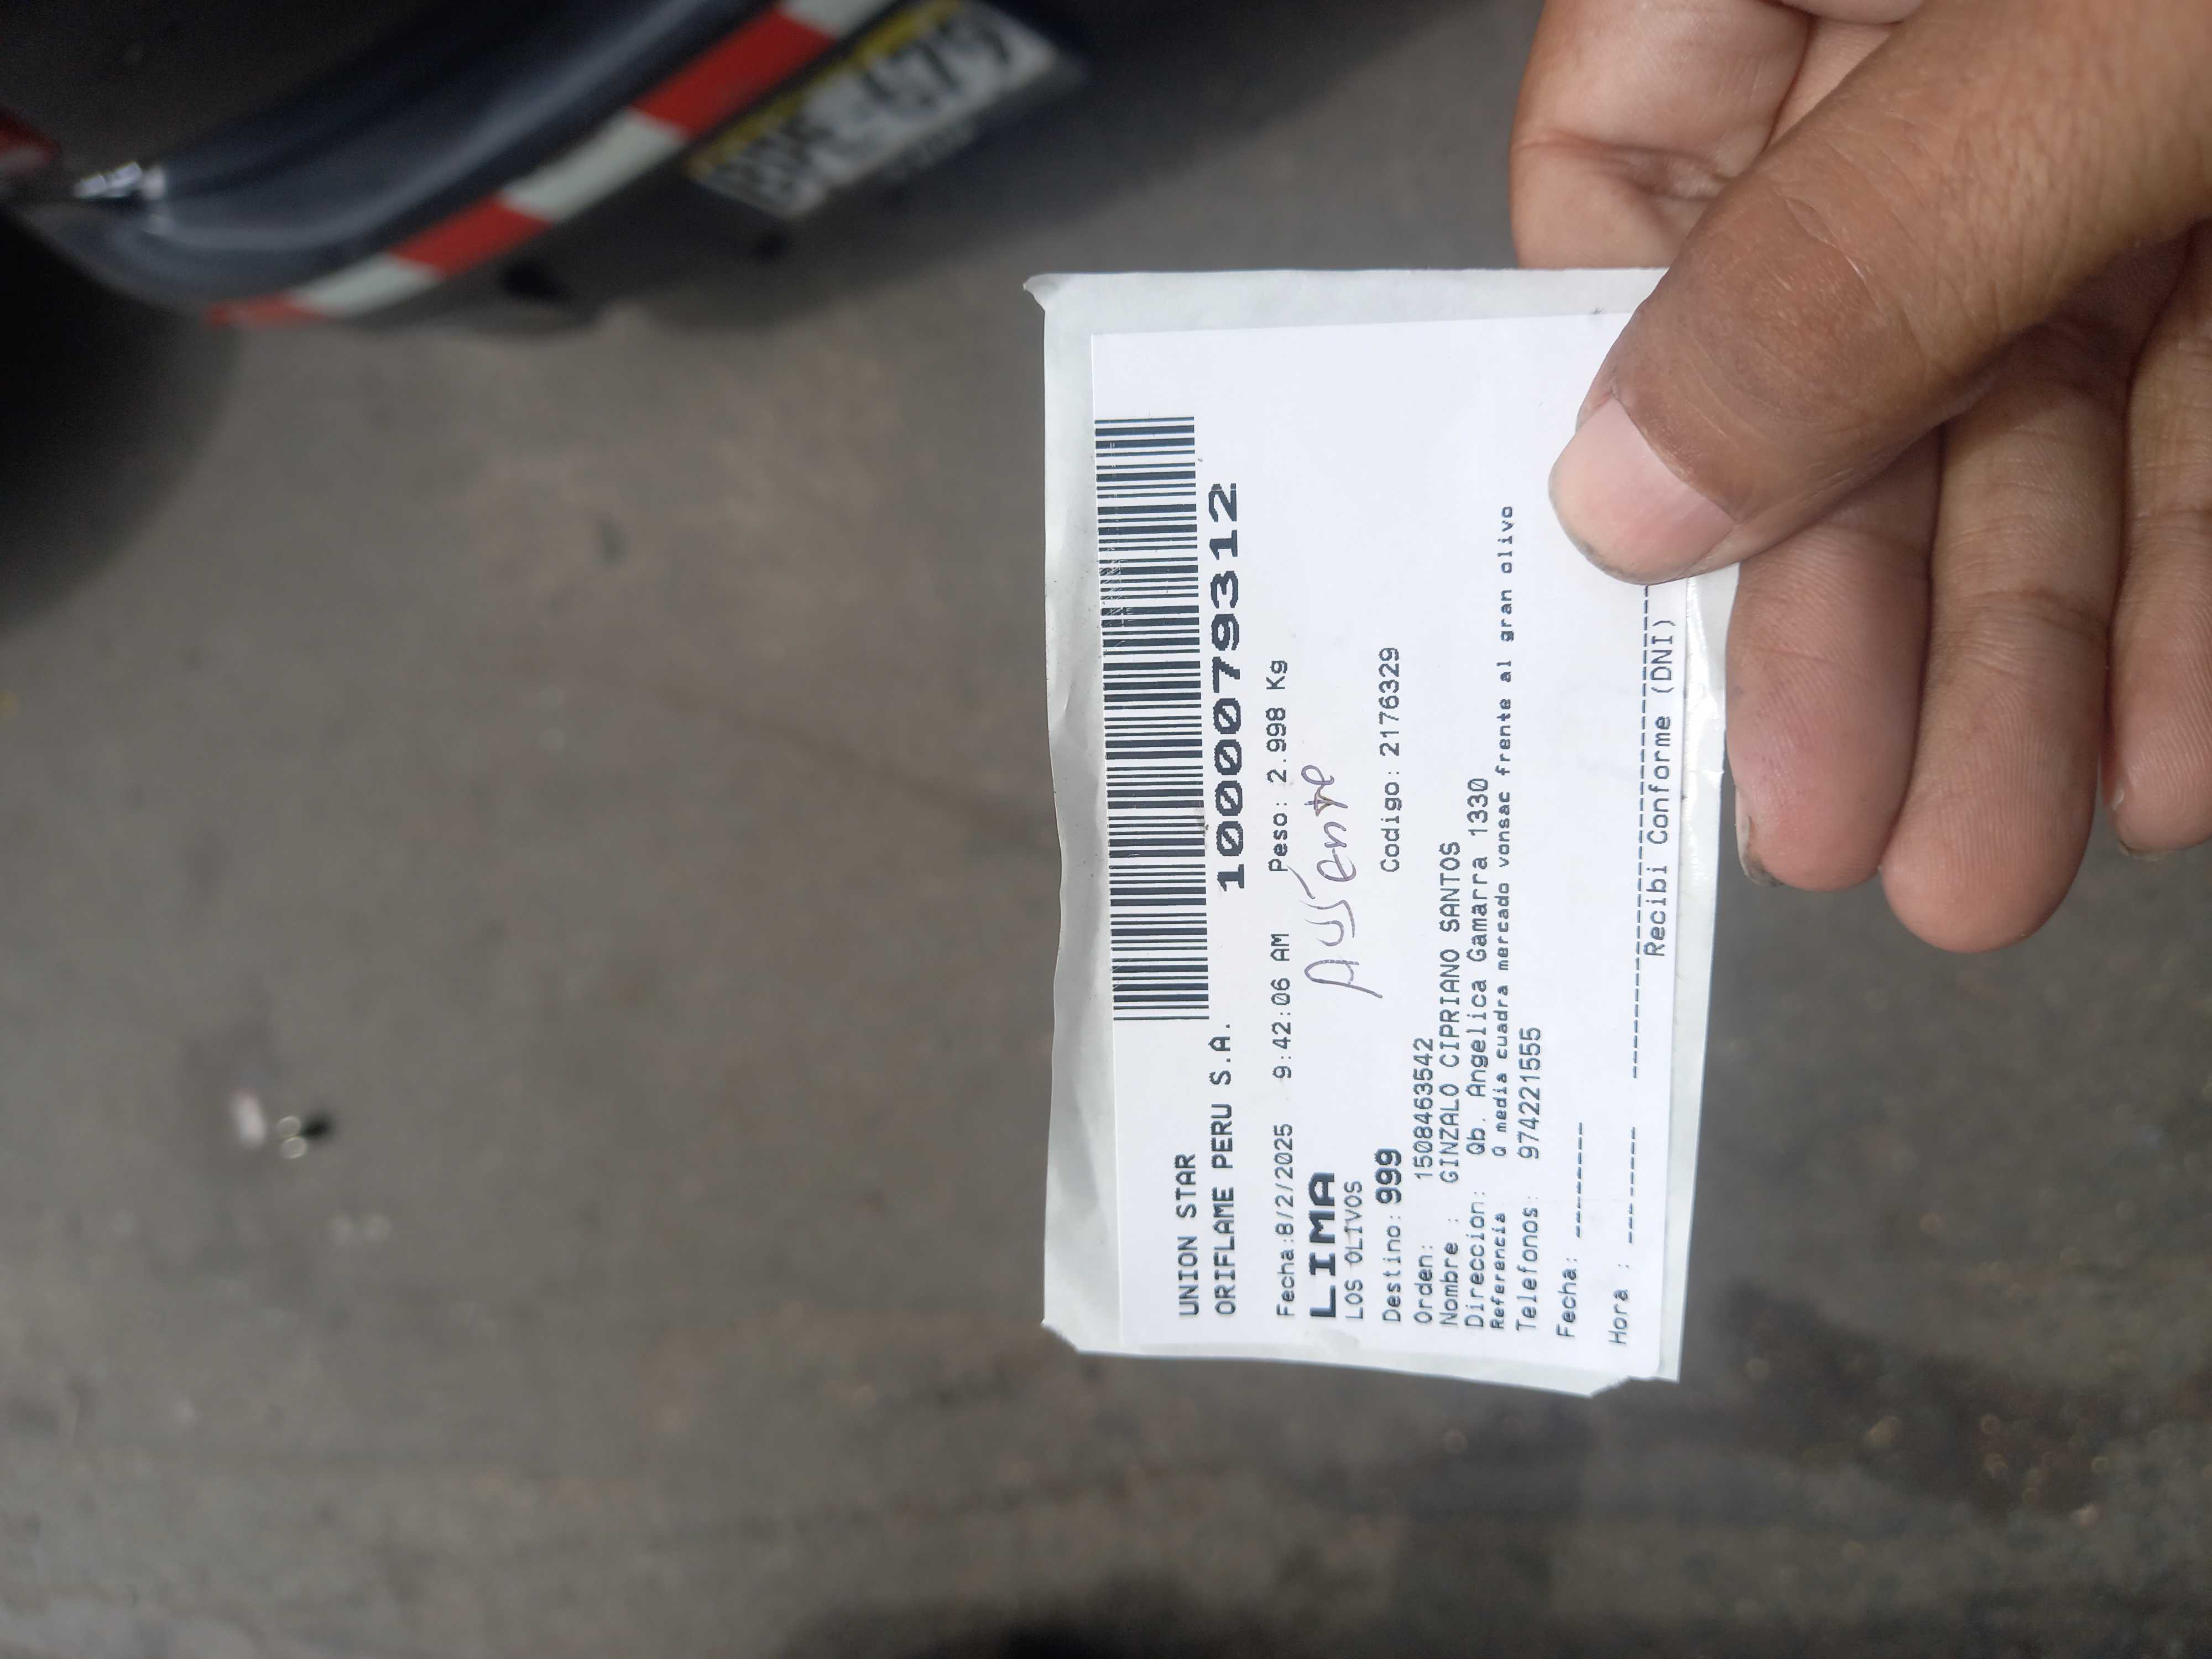 UNION STAR
ORIFLAME PERU S.A. 1000079312
Fecha:8/2/2025 9:42:06 AM Peso: 2.998 Kg
LIMA Ausente
LOS OLIVOS
Destino: 999 Codigo: 2176329
Orden: 1508463542
Nombre : GINZALO CIPRIANO SANTOS
Direccion: Qb. Angelica Gamarra 1330
Referencia Q media cuadra mercado vonsac frente al gran olivo
Telefonos: 974221555
Fecha: --------
Hora : --- -----
Recibi Conforme (DNI)